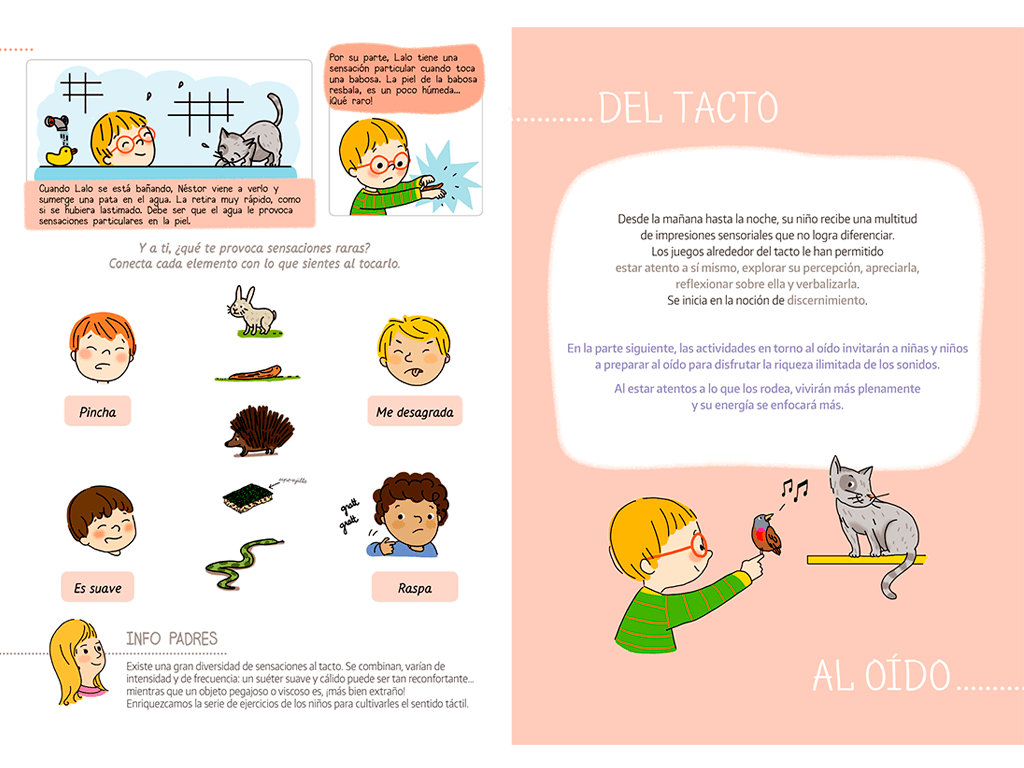 Cuando Lalo se está bañando, Néstor viene a verlo y
sumerge una pata en el agua. La retira muy rápido, como
si se hubiera lastimado. Debe ser que el agua le provoca
sensaciones particulares en la piel.
Por su parte, Lalo tiene una
sensación particular cuando toca
una babosa. La piel de la babosa
resbala, es un poco húmeda...
¡Qué raro!
Y a ti, ¿qué te provoca sensaciones raras?
Conecta cada elemento con lo que sientes al tocarlo.
Pincha
Me desagrada
gratt
gratt
Es suave
Raspa
INFO PADRES
Existe una gran diversidad de sensaciones al tacto. Se combinan, varían de
intensidad y de frecuencia: un suéter suave y cálido puede ser tan reconfortante...
mientras que un objeto pegajoso o viscoso es, ¡más bien extraño!
Enriquezcamos la serie de ejercicios de los niños para cultivarles el sentido táctil.
DEL TACTO
Desde la mañana hasta la noche, su niño recibe una multitud
de impresiones sensoriales que no logra diferenciar.
Los juegos alrededor del tacto le han permitido
estar atento a sí mismo, explorar su percepción, apreciarla,
reflexionar sobre ella y verbalizarla.
Se inicia en la noción de discernimiento.
En la parte siguiente, las actividades en torno al oído invitarán a niñas y niños
a preparar al oído para disfrutar la riqueza ilimitada de los sonidos.
Al estar atentos a lo que los rodea, vivirán más plenamente
y su energía se enfocará más.
AL OÍDO